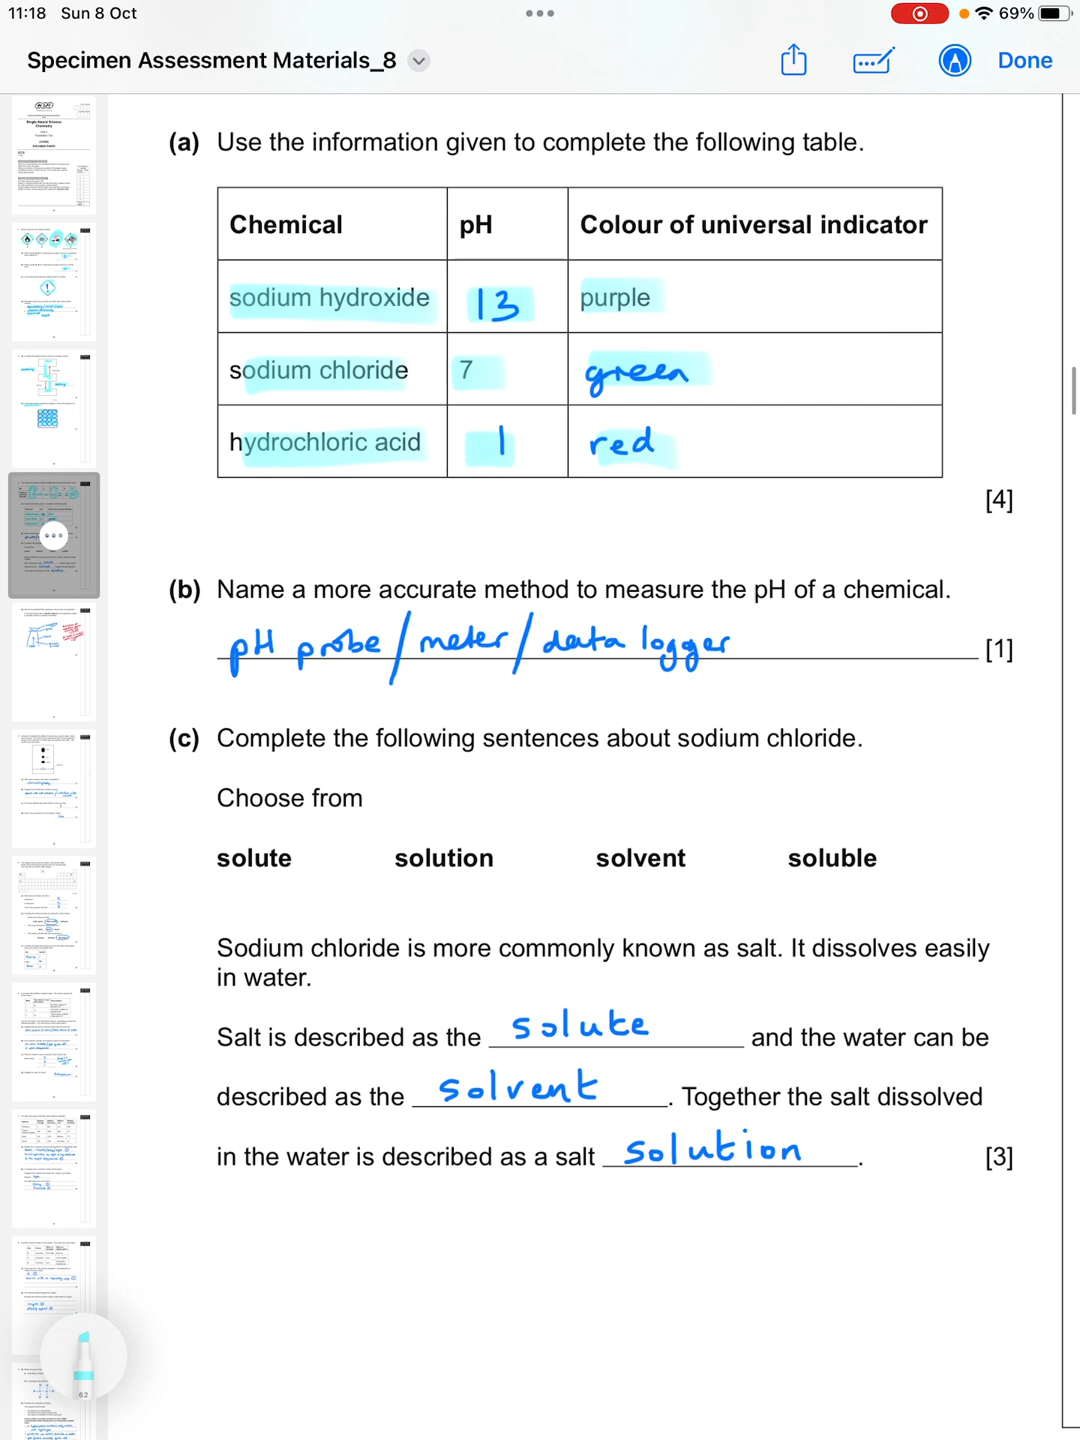 11:18 Sun 8 Oct
69%
Specimen Assessment Materials_8
Done
(a) Use the information given to complete the following table.
Chemical pH Colour of universal indicator
sodium hydroxide 13 purple
sodium chloride 7 green
hydrochloric acid 1 red
[4]
(b) Name a more accurate method to measure the pH of a chemical.
pH probe / meter / data logger [1]
(c) Complete the following sentences about sodium chloride.
Choose from
solute solution solvent soluble
Sodium chloride is more commonly known as salt. It dissolves easily
in water.
Salt is described as the solute and the water can be
described as the solvent. Together the salt dissolved
in the water is described as a salt solution. [3]
62